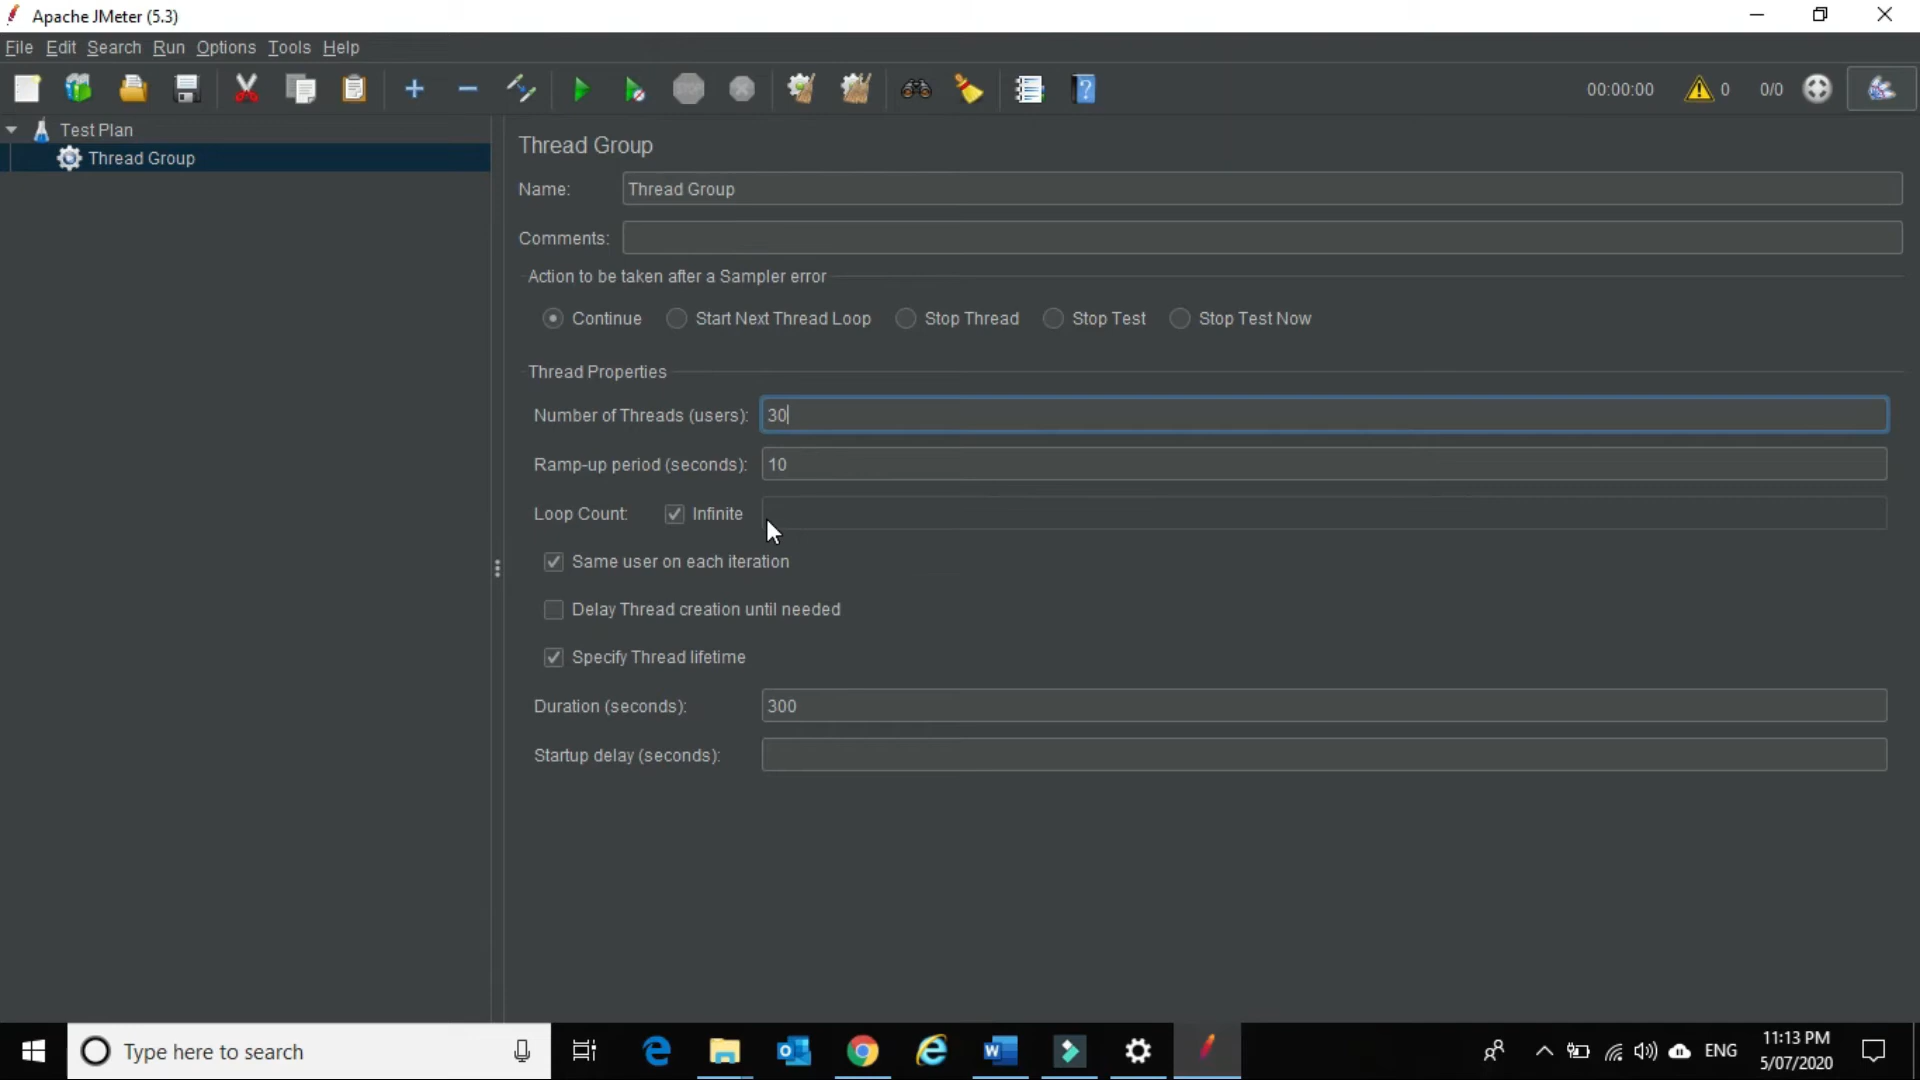 Apache JMeter (5.3)
File Edit Search Run Options Tools Help
00:00:00 0 0/0
Test Plan
Thread Group
Thread Group
Name: Thread Group
Comments:
Action to be taken after a Sampler error
Continue Start Next Thread Loop Stop Thread Stop Test Stop Test Now
Thread Properties
Number of Threads (users): 30
Ramp-up period (seconds): 10
Loop Count: Infinite
Same user on each iteration
Delay Thread creation until needed
Specify Thread lifetime
Duration (seconds): 300
Startup delay (seconds):
Type here to search
ENG
11:13 PM
5/07/2020